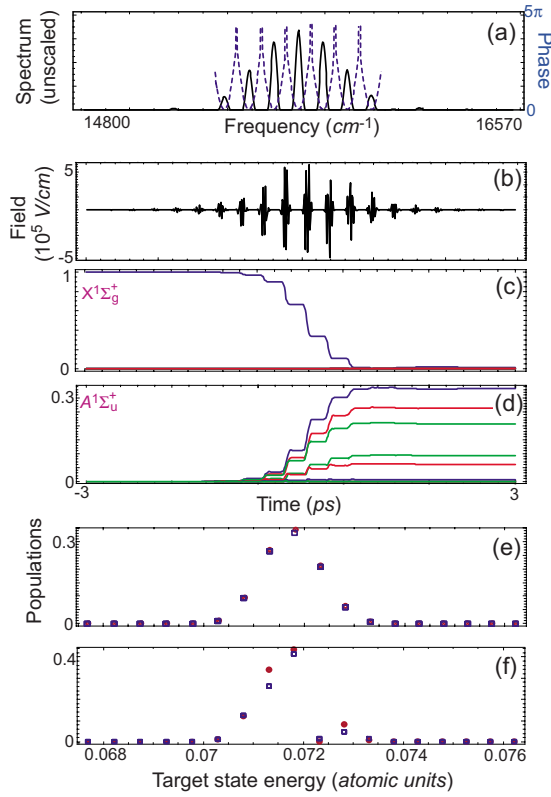 Spectrum
(unscaled)
(a)
5π
Phase
0
14800
Frequency (cm⁻¹)
16570
Field
(10⁵ V/cm)
5
-5
(b)
1
X¹Σg⁺
(c)
0
0.3
A¹Σu⁺
(d)
0
-3
Time (ps)
3
Populations
0.3
(e)
0
0.4
(f)
0
0.068
0.07
0.072
0.074
0.076
Target state energy (atomic units)